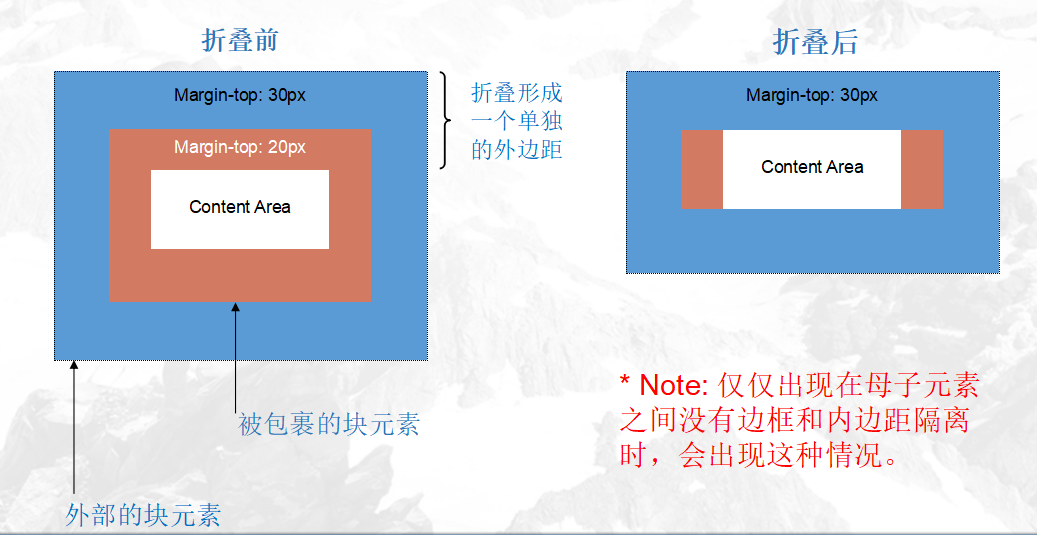 折叠前
折叠后
Margin-top: 30px
Margin-top: 20px
Content Area
折叠形成
一个单独
的外边距
Margin-top: 30px
Content Area
被包裹的块元素
外部的块元素
* Note: 仅仅出现在母子元素
之间没有边框和内边距隔离
时，会出现这种情况。